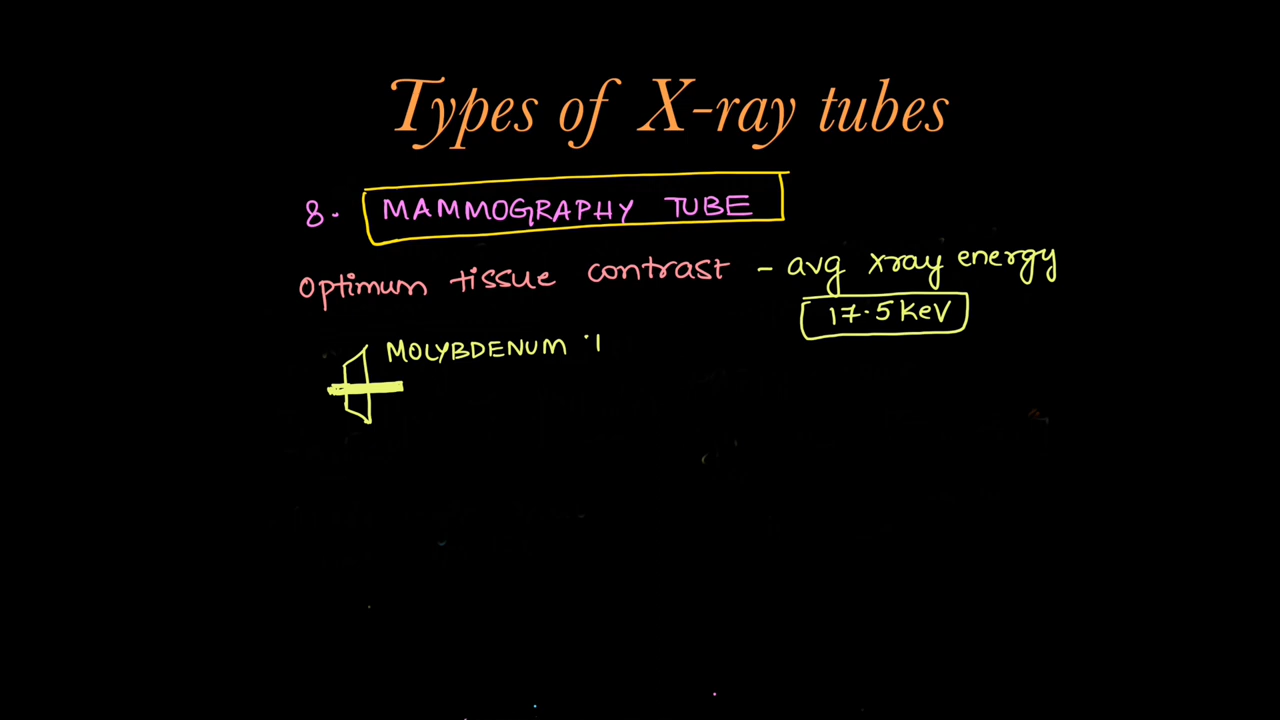 Types of X-ray tubes
8. MAMMOGRAPHY TUBE
optimum tissue contrast - avg xray energy
17.5 KeV
MOLYBDENUM